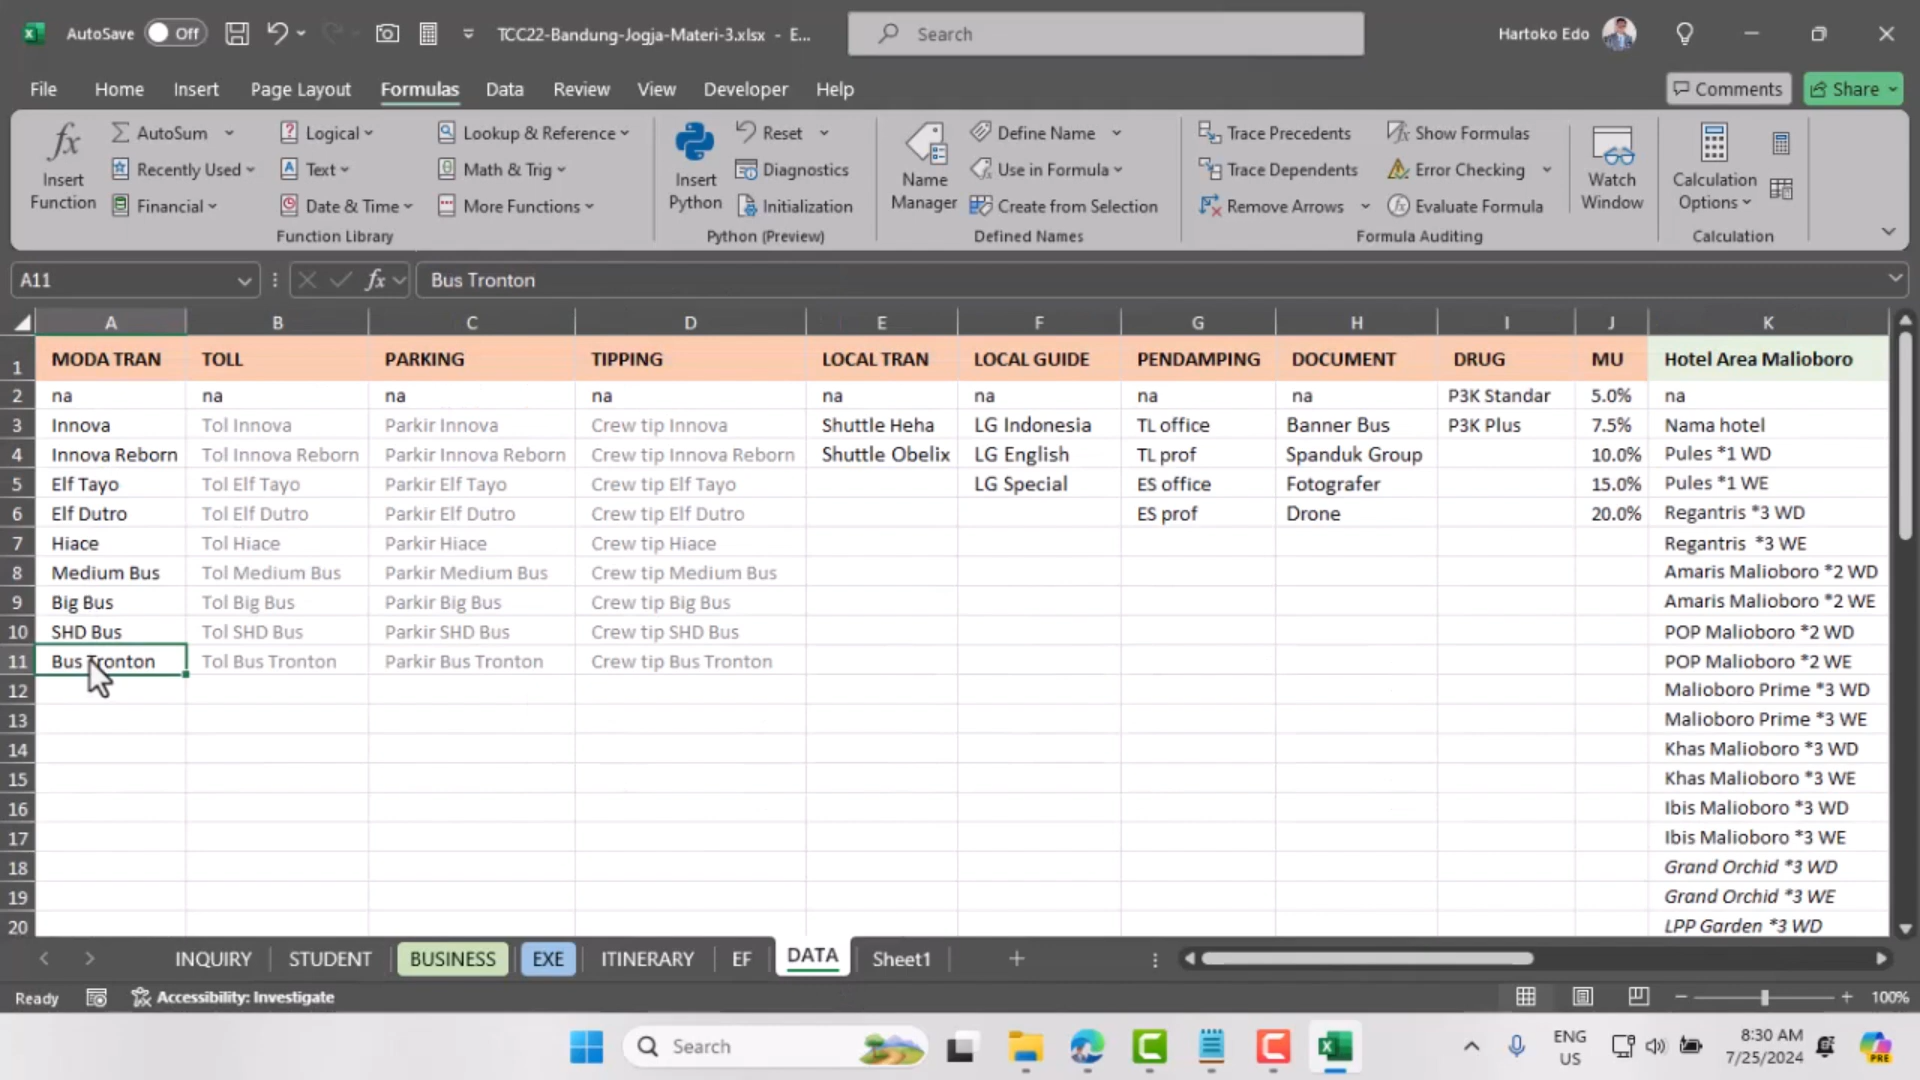 AutoSave Off TCC22-Bandung-Jogja-Materi-3.xlsx - E... Search Hartoko Edo
File Home Insert Page Layout Formulas Data Review View Developer Help Comments Share
fx AutoSum Logical Lookup & Reference Reset Define Name Trace Precedents Show Formulas
Insert Function Recently Used Text Math & Trig Insert Python Diagnostics Name Manager Use in Formula Trace Dependents Error Checking Watch Window Calculation Options
Financial Date & Time More Functions Initialization Create from Selection Remove Arrows Evaluate Formula
Function Library Python (Preview) Defined Names Formula Auditing Calculation
A11 fx Bus Tronton
A B C D E F G H I J K
1 MODA TRAN TOLL PARKING TIPPING LOCAL TRAN LOCAL GUIDE PENDAMPING DOCUMENT DRUG MU Hotel Area Malioboro
2 na na na na na na na na P3K Standar 5.0% na
3 Innova Tol Innova Parkir Innova Crew tip Innova Shuttle Heha LG Indonesia TL office Banner Bus P3K Plus 7.5% Nama hotel
4 Innova Reborn Tol Innova Reborn Parkir Innova Reborn Crew tip Innova Reborn Shuttle Obelix LG English TL prof Spanduk Group 10.0% Pules *1 WD
5 Elf Tayo Tol Elf Tayo Parkir Elf Tayo Crew tip Elf Tayo LG Special ES office Fotografer 15.0% Pules *1 WE
6 Elf Dutro Tol Elf Dutro Parkir Elf Dutro Crew tip Elf Dutro ES prof Drone 20.0% Regantris *3 WD
7 Hiace Tol Hiace Parkir Hiace Crew tip Hiace Regantris *3 WE
8 Medium Bus Tol Medium Bus Parkir Medium Bus Crew tip Medium Bus Amaris Malioboro *2 WD
9 Big Bus Tol Big Bus Parkir Big Bus Crew tip Big Bus Amaris Malioboro *2 WE
10 SHD Bus Tol SHD Bus Parkir SHD Bus Crew tip SHD Bus POP Malioboro *2 WD
11 Bus Tronton Tol Bus Tronton Parkir Bus Tronton Crew tip Bus Tronton POP Malioboro *2 WE
12 Malioboro Prime *3 WD
13 Malioboro Prime *3 WE
14 Khas Malioboro *3 WD
15 Khas Malioboro *3 WE
16 Ibis Malioboro *3 WD
17 Ibis Malioboro *3 WE
18 Grand Orchid *3 WD
19 Grand Orchid *3 WE
20 LPP Garden *3 WD
INQUIRY STUDENT BUSINESS EXE ITINERARY EF DATA Sheet1
Ready Accessibility: Investigate 100%
Search ENG US 8:30 AM 7/25/2024 PRE